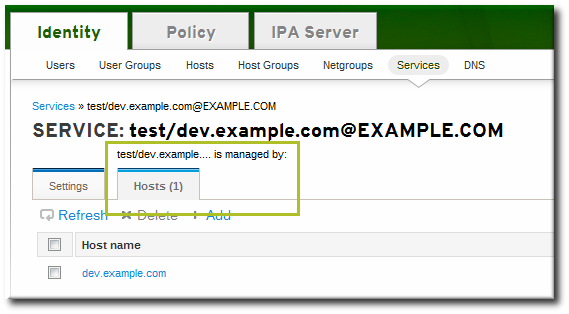 Identity Policy IPA Server
Users User Groups Hosts Host Groups Netgroups Services DNS
Services » test/dev.example.com@EXAMPLE.COM
SERVICE: test/dev.example.com@EXAMPLE.COM
test/dev.example.... is managed by:
Settings Hosts (1)
Refresh Delete Add
Host name
dev.example.com